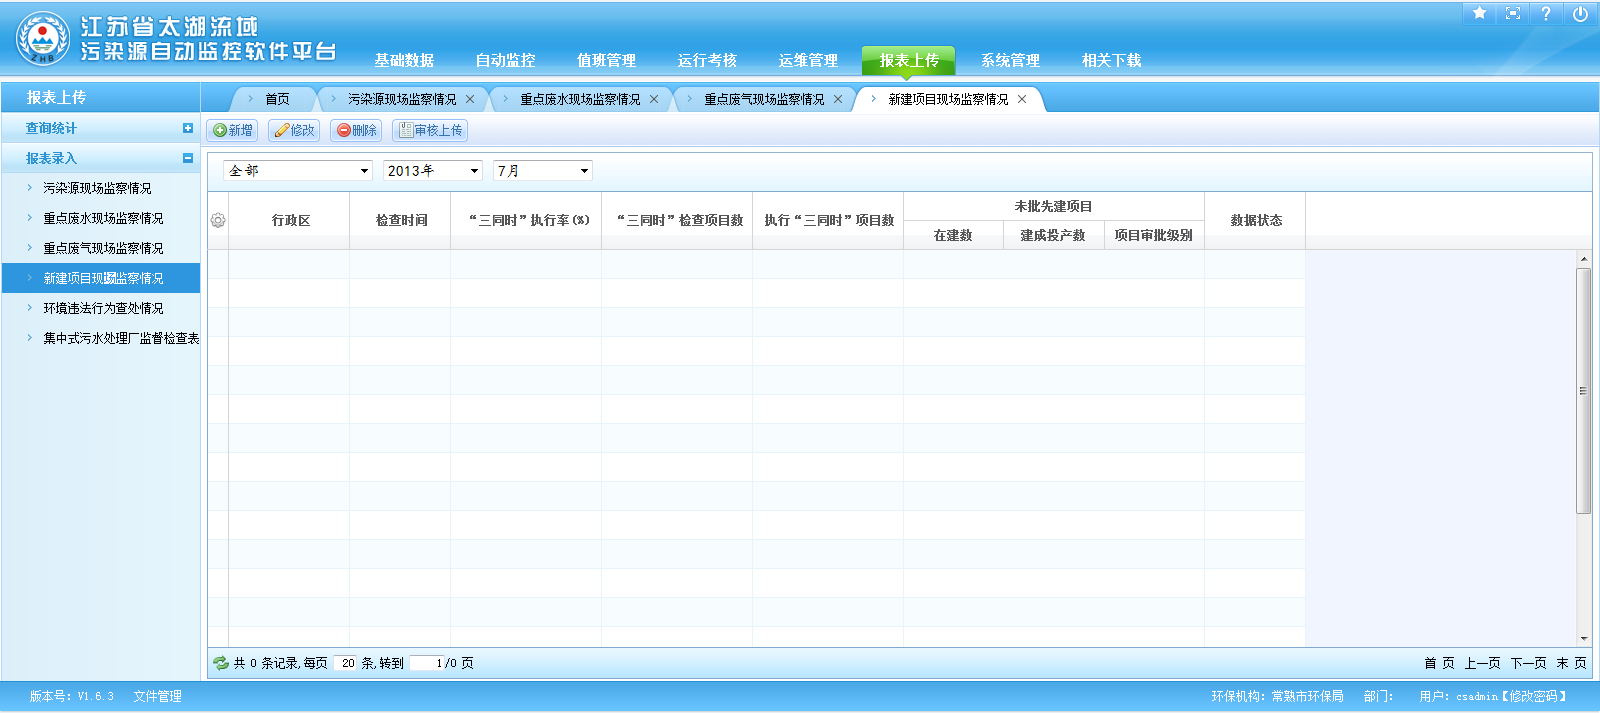 江苏省太湖流域
污染源自动监控软件平台
ZHB
基础数据 自动监控 值班管理 运行考核 运维管理 报表上传 系统管理 相关下载
报表上传
首页 污染源现场监察情况 重点废水现场监察情况 重点废气现场监察情况 新建项目现场监察情况
查询统计
新增 修改 删除 审核上传
报表录入
污染源现场监察情况
重点废水现场监察情况
重点废气现场监察情况
新建项目现场监察情况
环境违法行为查处情况
集中式污水处理厂监督检查表
全部 2013年 7月
行政区 检查时间 “三同时”执行率(%) “三同时”检查项目数 执行“三同时”项目数 未批先建项目 数据状态
在建数 建成投产数 项目审批级别
共 0 条记录,每页 20 条,转到 1/0 页 首 页 上一页 下一页 末 页
版本号: V1.6.3 文件管理 环保机构: 常熟市环保局 部门: 用户: csadmin【修改密码】